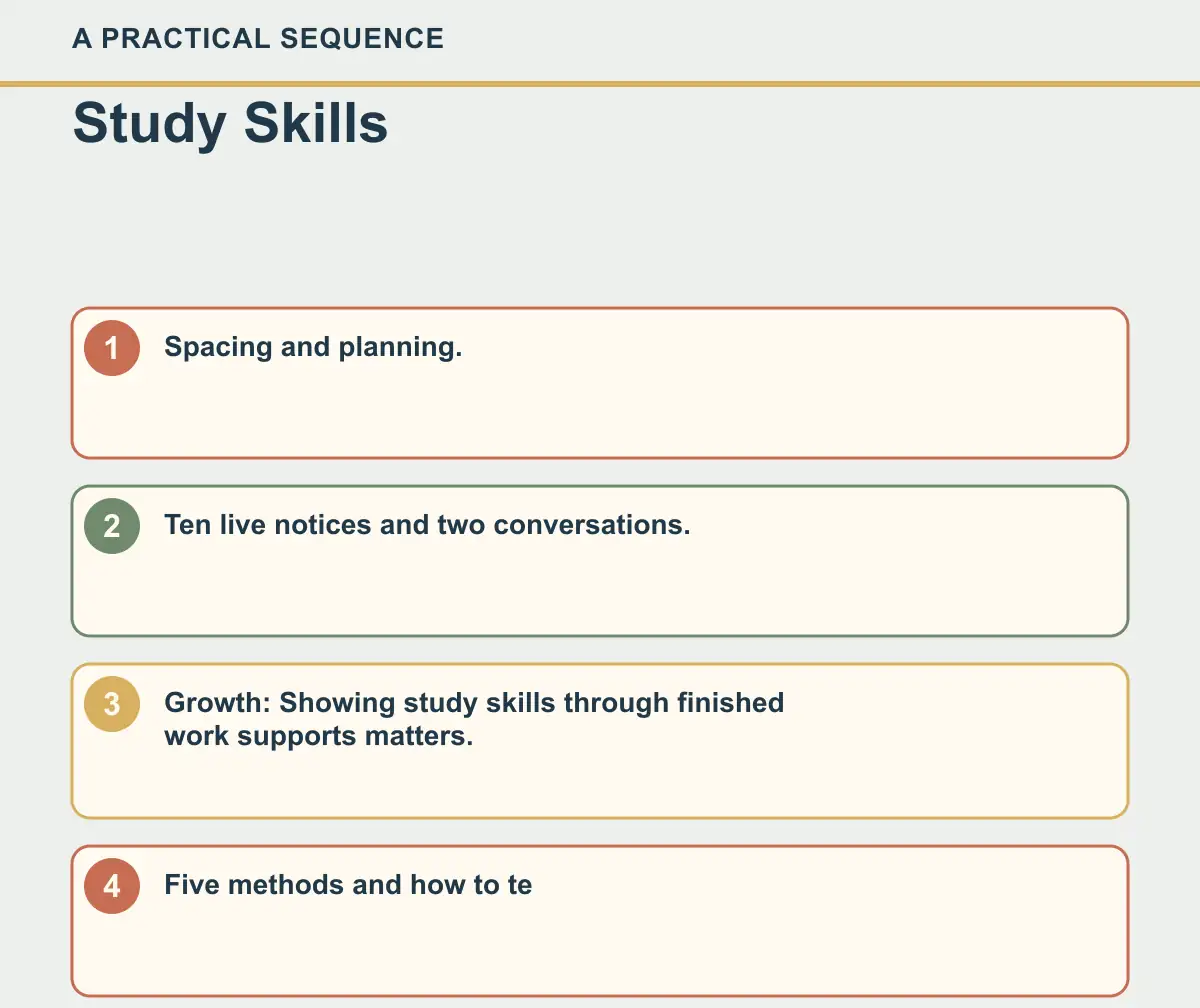 A PRACTICAL SEQUENCE
Study Skills
1
Spacing and planning.
2
Ten live notices and two conversations.
3
Growth: Showing study skills through finished
work supports matters.
4
Five methods and how to te